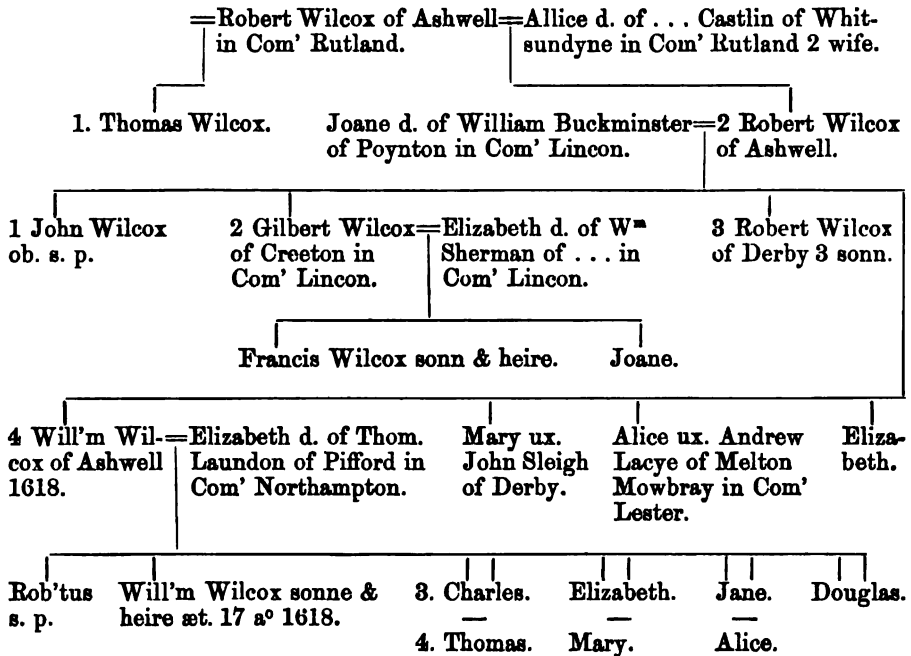 =Robert Wilcox of Ashwell=Allice d. of . . . Castlin of Whit-
in Com' Rutland. sundyne in Com' Rutland 2 wife.
1. Thomas Wilcox. Joane d. of William Buckminster=2 Robert Wilcox
of Poynton in Com' Lincon. of Ashwell.
1 John Wilcox 2 Gilbert Wilcox=Elizabeth d. of Wm 3 Robert Wilcox
ob. s. p. of Creeton in Sherman of . . . in of Derby 3 sonn.
Com' Lincon. Com' Lincon.
Francis Wilcox sonn & heire. Joane.
4 Will'm Wil-=Elizabeth d. of Thom. Mary ux. Alice ux. Andrew Eliza-
cox of Ashwell Laundon of Pifford in John Sleigh Lacye of Melton beth.
1618. Com' Northampton. of Derby. Mowbray in Com'
Lester.
Rob'tus Will'm Wilcox sonne & 3. Charles. Elizabeth. Jane. Douglas.
s. p. heire æt. 17 aº 1618. — — —
4. Thomas. Mary. Alice.